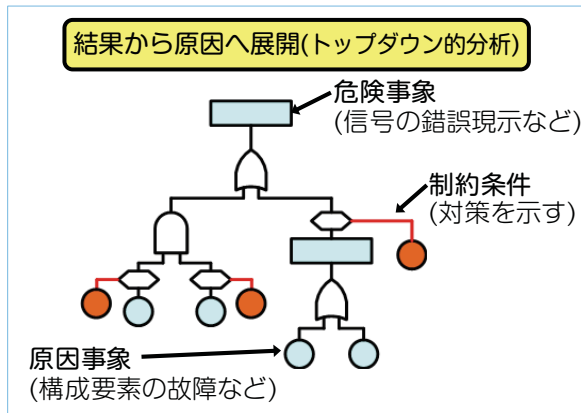 結果から原因へ展開(トップダウン的分析)
危険事象
(信号の錯誤現示など)
制約条件
(対策を示す)
原因事象
(構成要素の故障など)